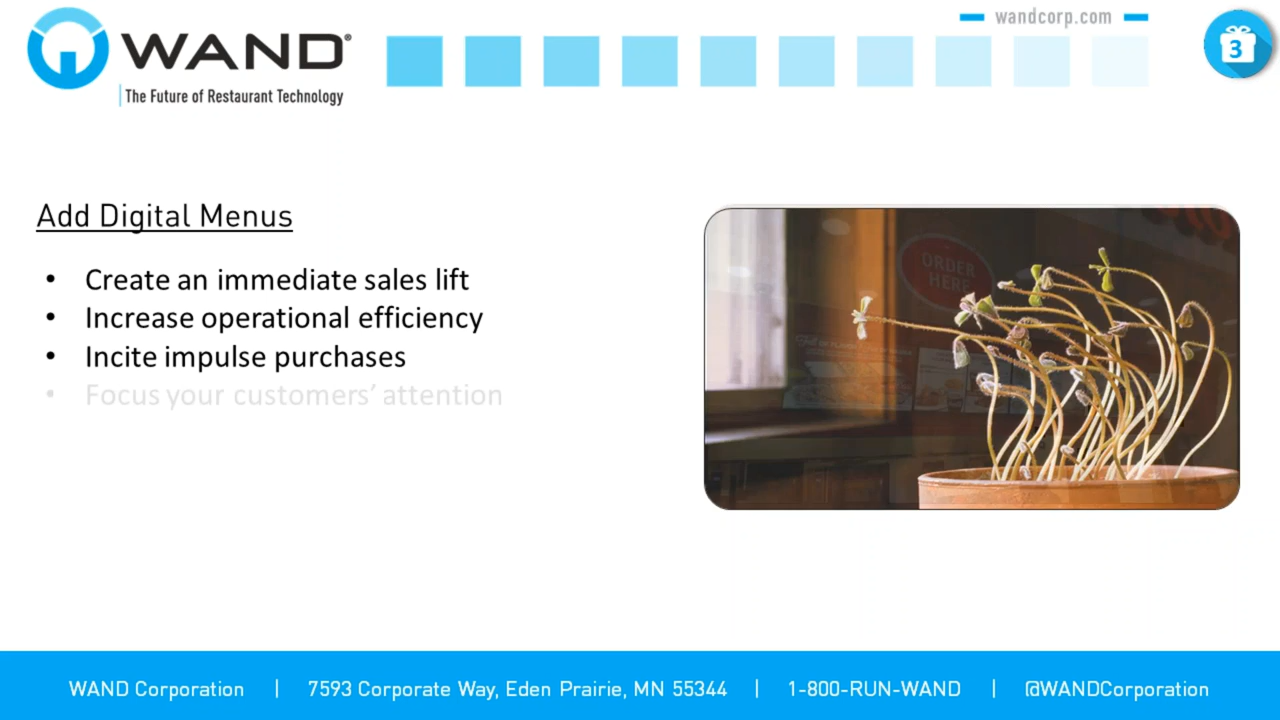 wandcorp.com
WAND®
The Future of Restaurant Technology
3
Add Digital Menus
• Create an immediate sales lift
• Increase operational efficiency
• Incite impulse purchases
• Focus your customers’ attention
ORDER
HERE
WAND Corporation | 7593 Corporate Way, Eden Prairie, MN 55344 | 1-800-RUN-WAND | @WANDCorporation